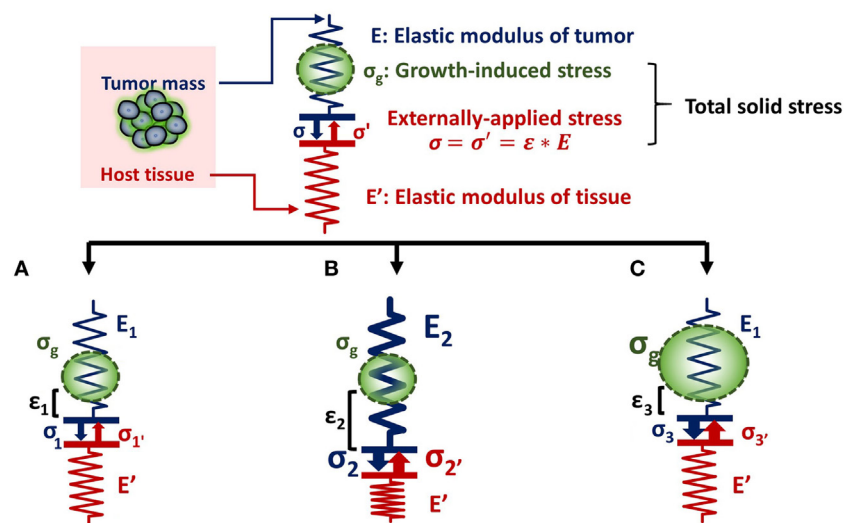 E: Elastic modulus of tumor
Tumor mass
σg: Growth-induced stress
Total solid stress
Externally-applied stress
σ σ'
σ = σ′ = ε * E
Host tissue
E’: Elastic modulus of tissue
A B C
E1 E2 E1
σg σg σg
ε1 ε2 ε3
σ1 σ1' σ2 σ2' σ3 σ3'
E’ E’ E’